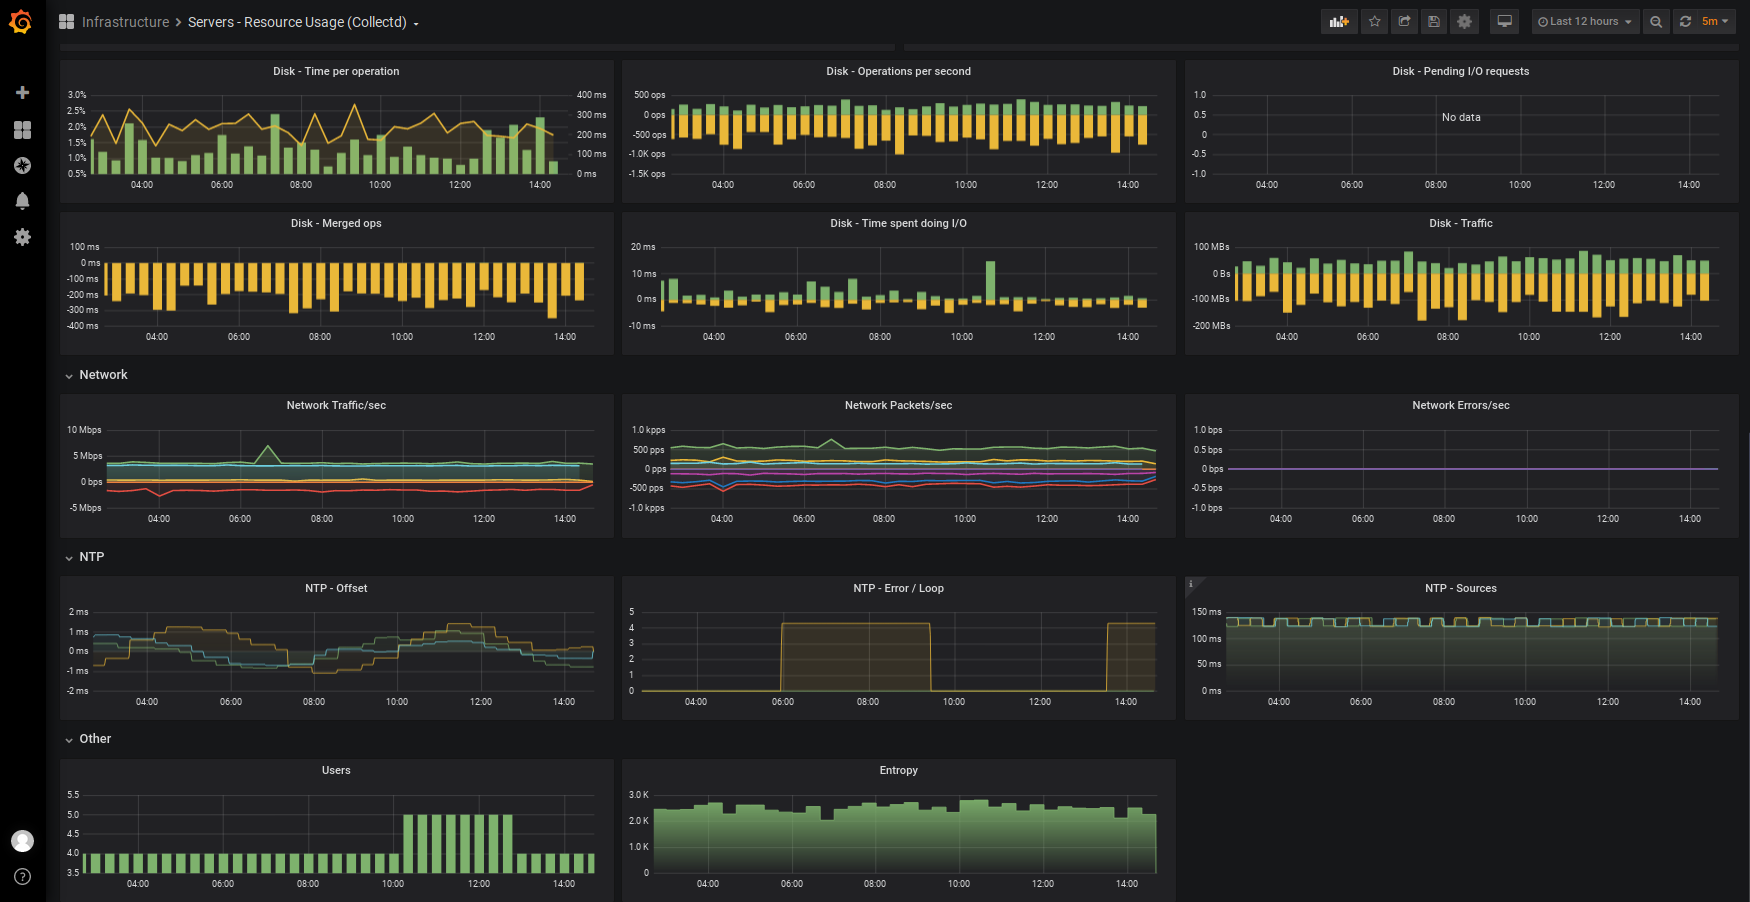 Infrastructure > Servers - Resource Usage (Collectd)
Last 12 hours
5m
Disk - Time per operation
3.0%
2.5%
2.0%
1.5%
1.0%
0.5%
400 ms
300 ms
200 ms
100 ms
0 ms
04:00 06:00 08:00 10:00 12:00 14:00
Disk - Operations per second
500 ops
0 ops
-500 ops
-1.0K ops
-1.5K ops
04:00 06:00 08:00 10:00 12:00 14:00
Disk - Pending I/O requests
1.0
0.5
0
-0.5
-1.0
No data
04:00 06:00 08:00 10:00 12:00 14:00
Disk - Merged ops
100 ms
0 ms
-100 ms
-200 ms
-300 ms
-400 ms
04:00 06:00 08:00 10:00 12:00 14:00
Disk - Time spent doing I/O
20 ms
10 ms
0 ms
-10 ms
04:00 06:00 08:00 10:00 12:00 14:00
Disk - Traffic
100 MBs
0 Bs
-100 MBs
-200 MBs
04:00 06:00 08:00 10:00 12:00 14:00
Network
Network Traffic/sec
10 Mbps
5 Mbps
0 bps
-5 Mbps
04:00 06:00 08:00 10:00 12:00 14:00
Network Packets/sec
1.0 kpps
500 pps
0 pps
-500 pps
-1.0 kpps
04:00 06:00 08:00 10:00 12:00 14:00
Network Errors/sec
1.0 bps
0.5 bps
0 bps
-0.5 bps
-1.0 bps
04:00 06:00 08:00 10:00 12:00 14:00
NTP
NTP - Offset
2 ms
1 ms
0 ms
-1 ms
-2 ms
04:00 06:00 08:00 10:00 12:00 14:00
NTP - Error / Loop
5
4
3
2
1
0
04:00 06:00 08:00 10:00 12:00 14:00
i
NTP - Sources
150 ms
100 ms
50 ms
0 ms
04:00 06:00 08:00 10:00 12:00 14:00
Other
Users
5.5
5.0
4.5
4.0
3.5
04:00 06:00 08:00 10:00 12:00 14:00
Entropy
3.0 K
2.0 K
1.0 K
0
04:00 06:00 08:00 10:00 12:00 14:00
?